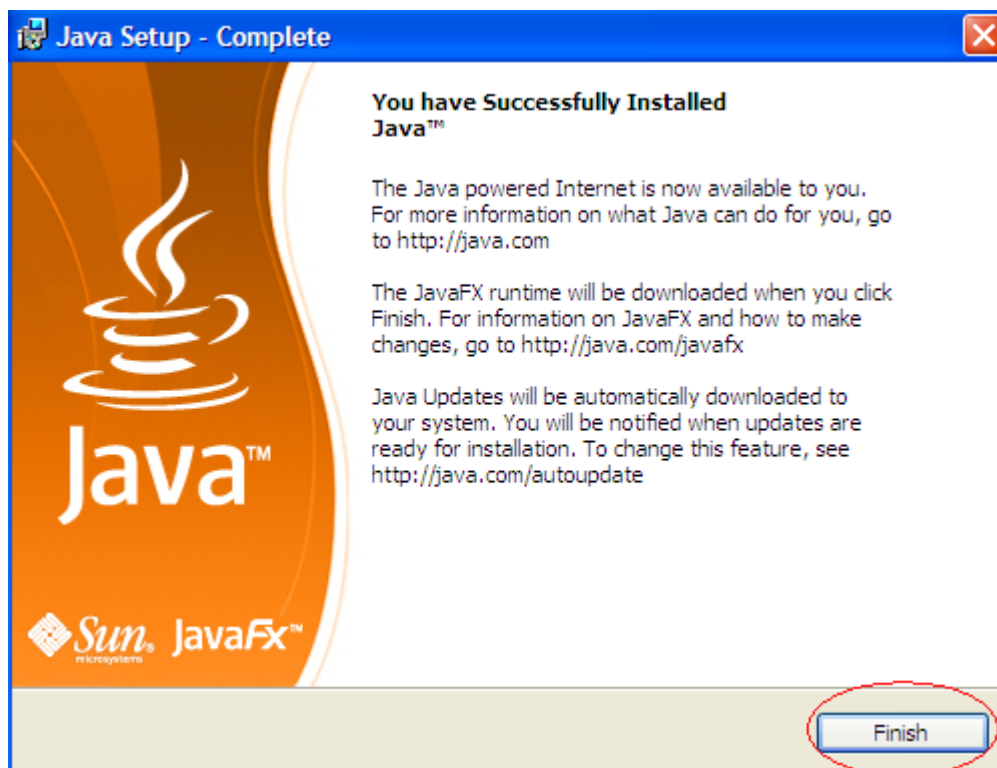 Java Setup - Complete
You have Successfully Installed
Java™
The Java powered Internet is now available to you.
For more information on what Java can do for you, go
to http://java.com
The JavaFX runtime will be downloaded when you click
Finish. For information on JavaFX and how to make
changes, go to http://java.com/javafx
Java Updates will be automatically downloaded to
your system. You will be notified when updates are
ready for installation. To change this feature, see
http://java.com/autoupdate
Java™
Sun® JavaFx™
microsystems
Finish